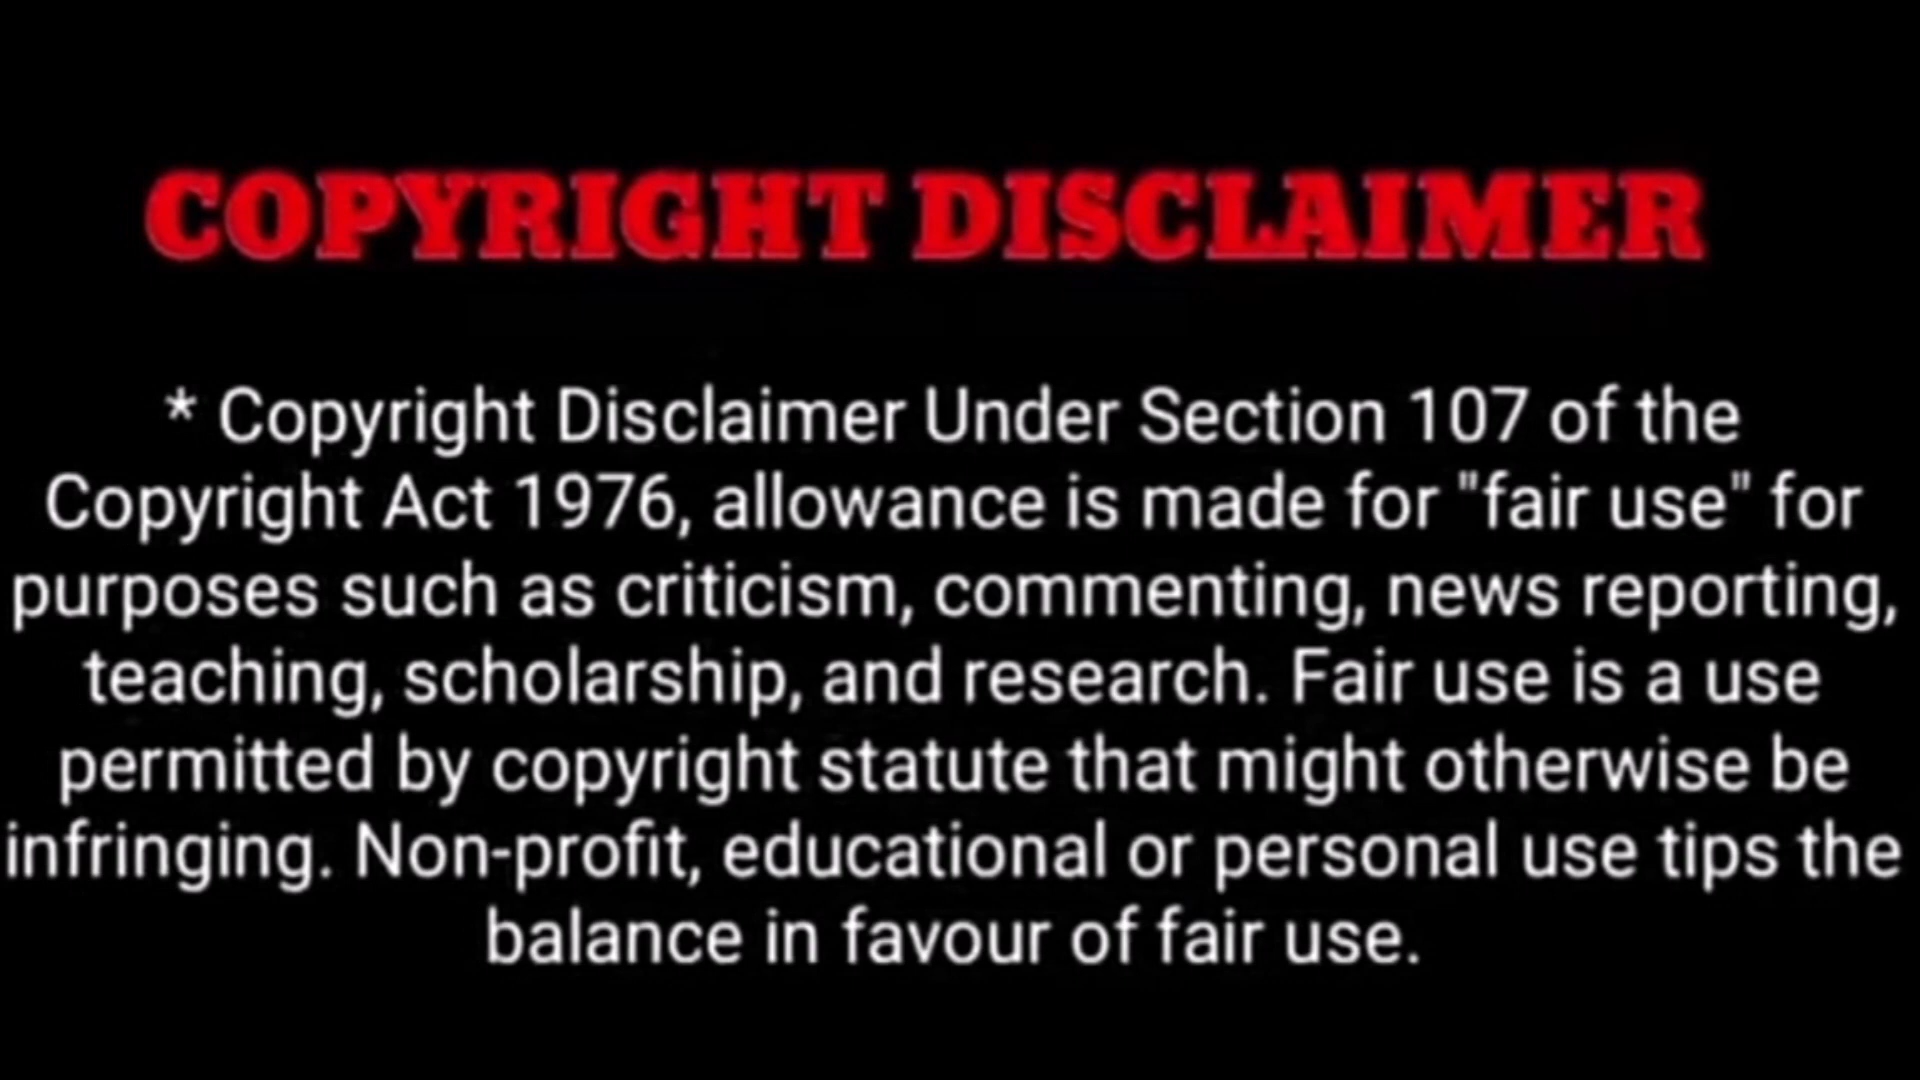 COPYRIGHT DISCLAIMER
* Copyright Disclaimer Under Section 107 of the
Copyright Act 1976, allowance is made for "fair use" for
purposes such as criticism, commenting, news reporting,
teaching, scholarship, and research. Fair use is a use
permitted by copyright statute that might otherwise be
infringing. Non-profit, educational or personal use tips the
balance in favour of fair use.